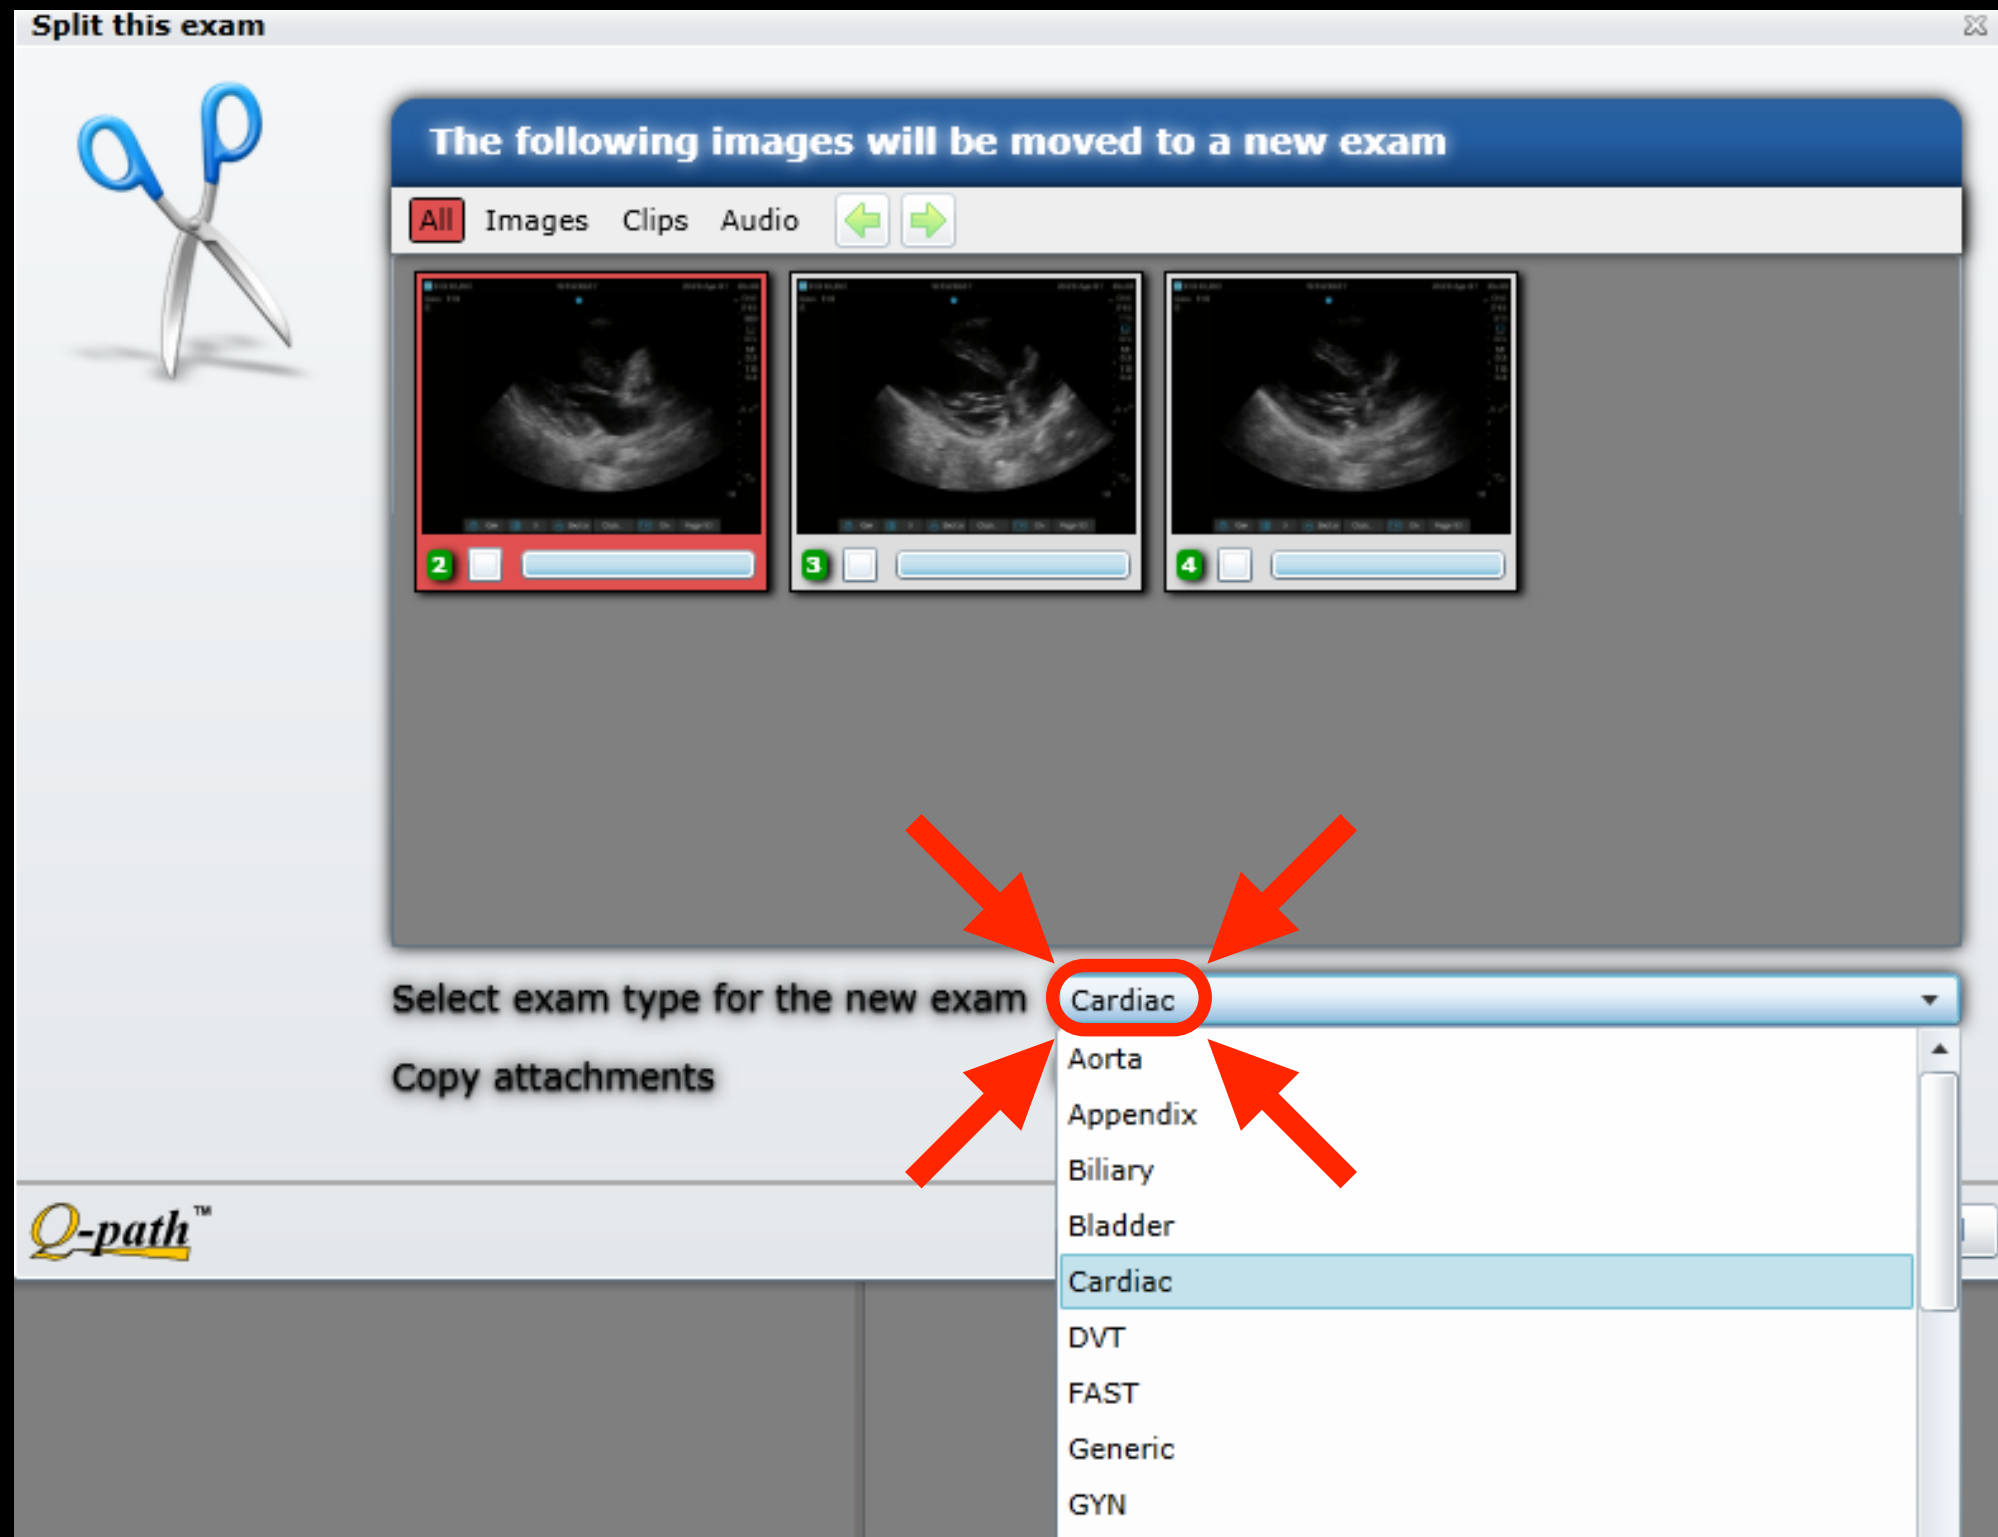 Split this exam
The following images will be moved to a new exam
All Images Clips Audio
2 3 4
Select exam type for the new exam Cardiac
Copy attachments
Aorta
Appendix
Biliary
Bladder
Cardiac
DVT
FAST
Generic
GYN
Q-path™